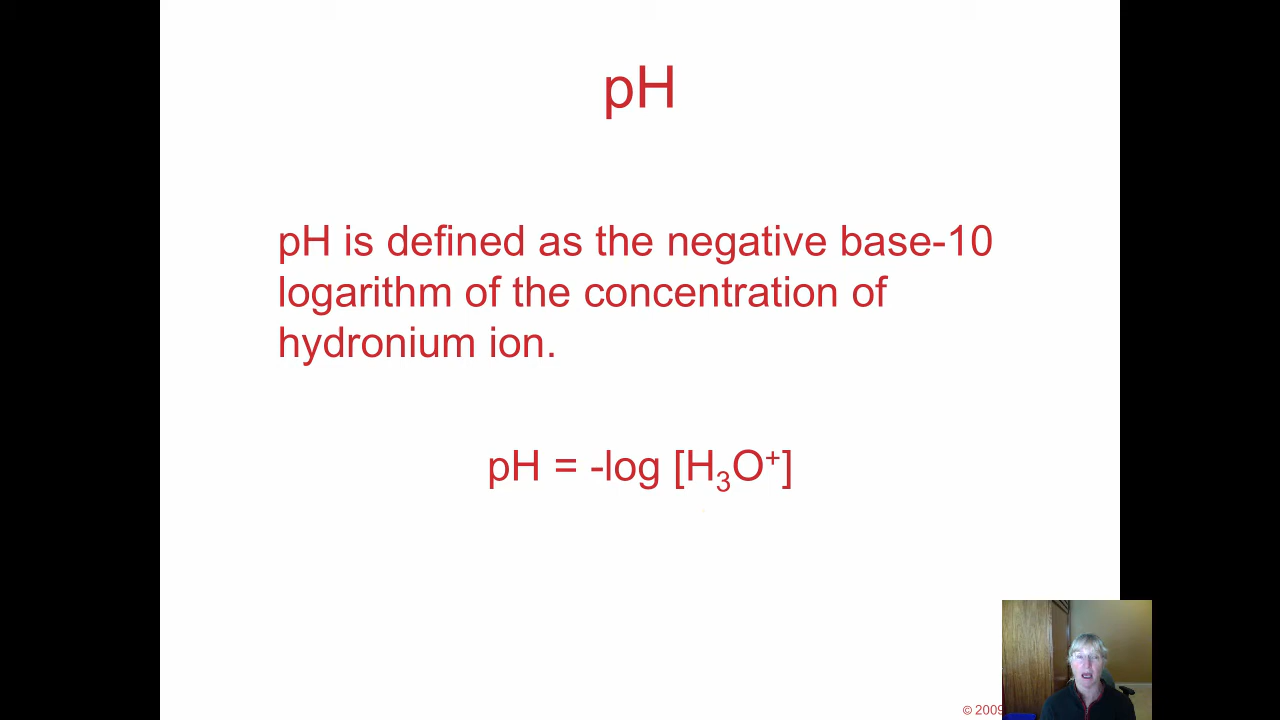 pH
pH is defined as the negative base-10
logarithm of the concentration of
hydronium ion.
pH = -log [H₃O⁺]
© 2009